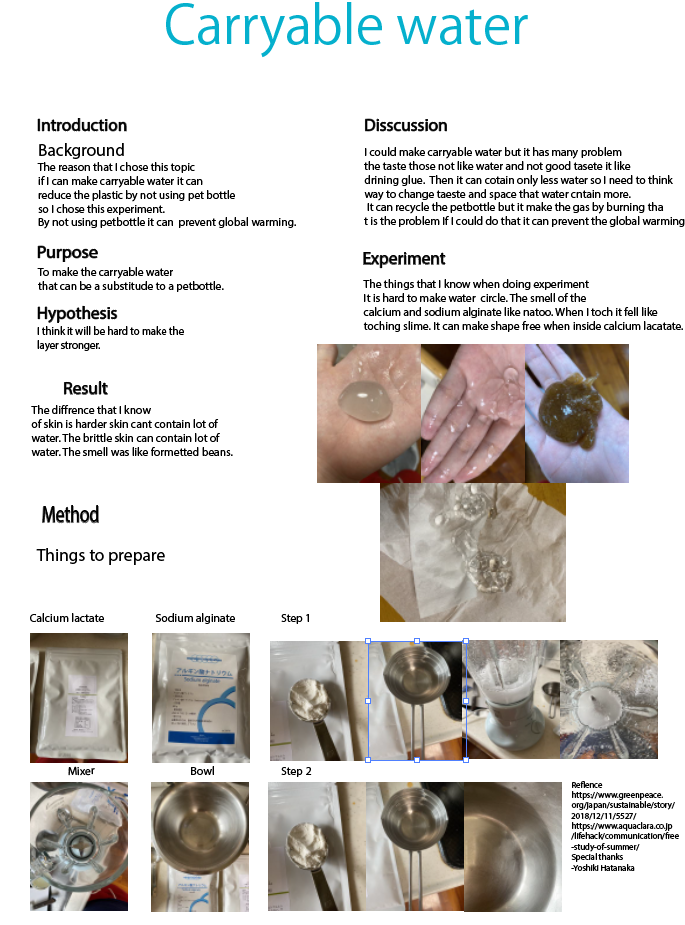 Carryable water
Introduction
Background
The reason that I chose this topic
if I can make carryable water it can
reduce the plastic by not using pet bottle
so I chose this experiment.
By not using petbottle it can prevent global warming.
Purpose
To make the carryable water
that can be a substitude to a petbottle.
Hypothesis
I think it will be hard to make the
layer stronger.
Result
The diffrence that I know
of skin is harder skin cant contain lot of
water. The brittle skin can contain lot of
water. The smell was like formetted beans.
Disscussion
I could make carryable water but it has many problem
the taste those not like water and not good tasete it like
drining glue. Then it can cotain only less water so I need to think
way to change taeste and space that water cntain more.
It can recycle the petbottle but it make the gas by burning tha
t is the problem If I could do that it can prevent the global warming
Experiment
The things that I know when doing experiment
It is hard to make water circle. The smell of the
calcium and sodium alginate like natoo. When I toch it fell like
toching slime. It can make shape free when inside calcium lacatate.
Method
Things to prepare
Calcium lactate
Sodium alginate
Step 1
アルギン酸ナトリウム
Sodium alginate
Mixer
Bowl
Step 2
Reflence
https://www.greenpeace.
org/japan/sustainable/story/
2018/12/11/5527/
https://www.aquaclara.co.jp
/lifehack/communication/free
-study-of-summer/
Special thanks
-Yoshiki Hatanaka